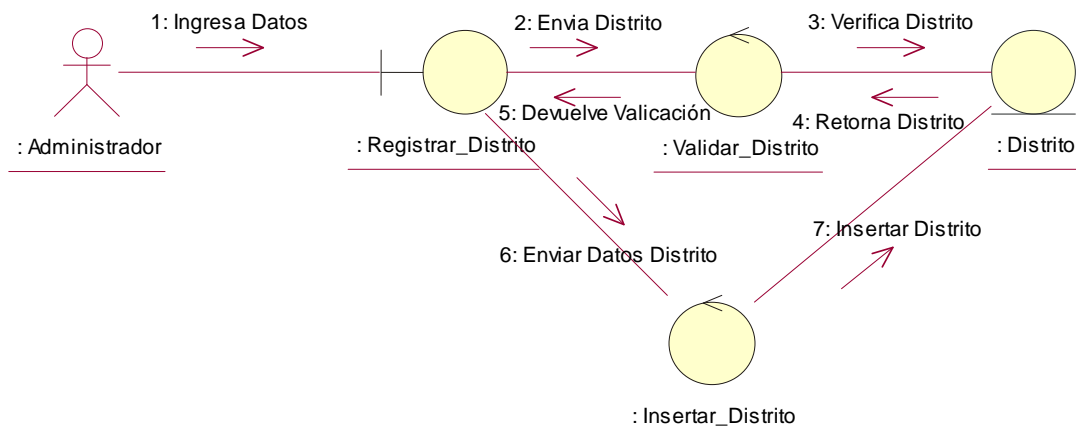 1: Ingresa Datos
2: Envia Distrito
3: Verifica Distrito
5: Devuelve Valicación
4: Retorna Distrito
: Administrador
: Registrar_Distrito
: Validar_Distrito
: Distrito
6: Enviar Datos Distrito
7: Insertar Distrito
: Insertar_Distrito